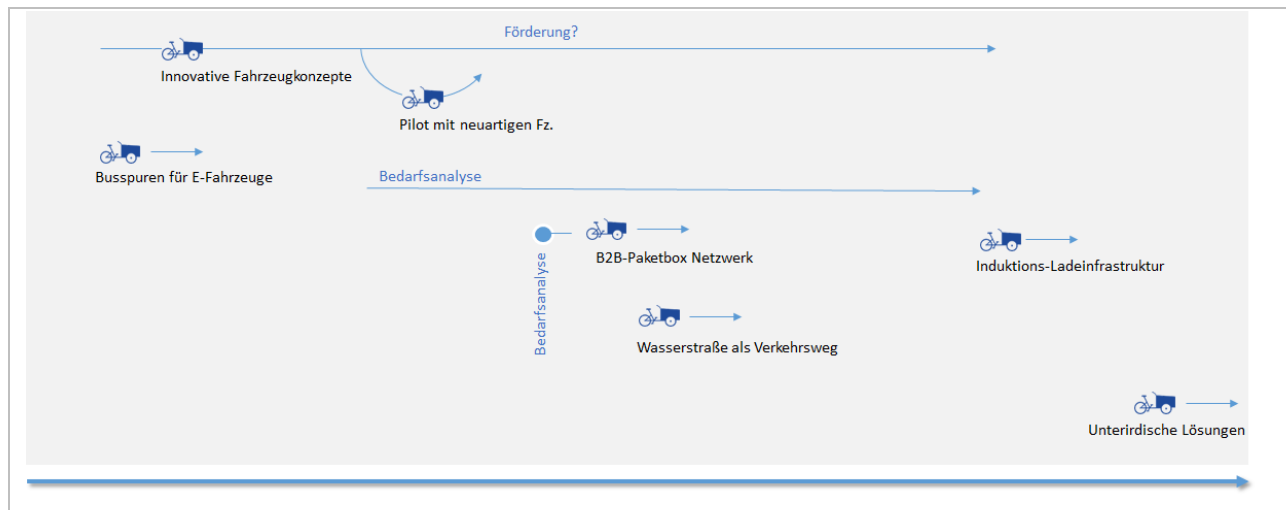 Förderung?
Innovative Fahrzeugkonzepte
Pilot mit neuartigen Fz.
Busspuren für E-Fahrzeuge
Bedarfsanalyse
B2B-Paketbox Netzwerk
Bedarfsanalyse
Induktions-Ladeinfrastruktur
Wasserstraße als Verkehrsweg
Unterirdische Lösungen